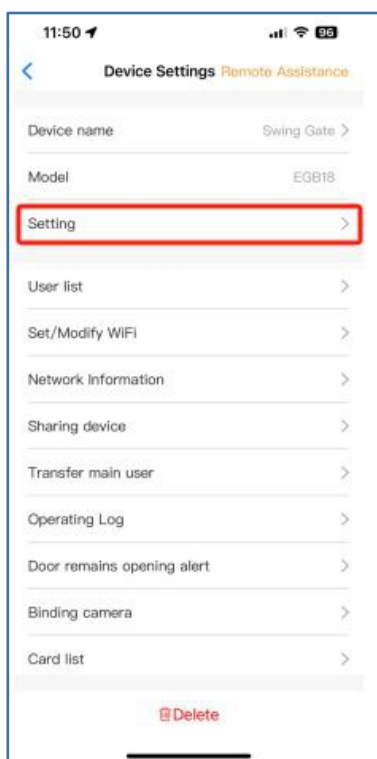 11:50
96
Device Settings Remote Assistance
Device name Swing Gate
Model EGB18
Setting
User list
Set/Modify WiFi
Network Information
Sharing device
Transfer main user
Operating Log
Door remains opening alert
Binding camera
Card list
Delete